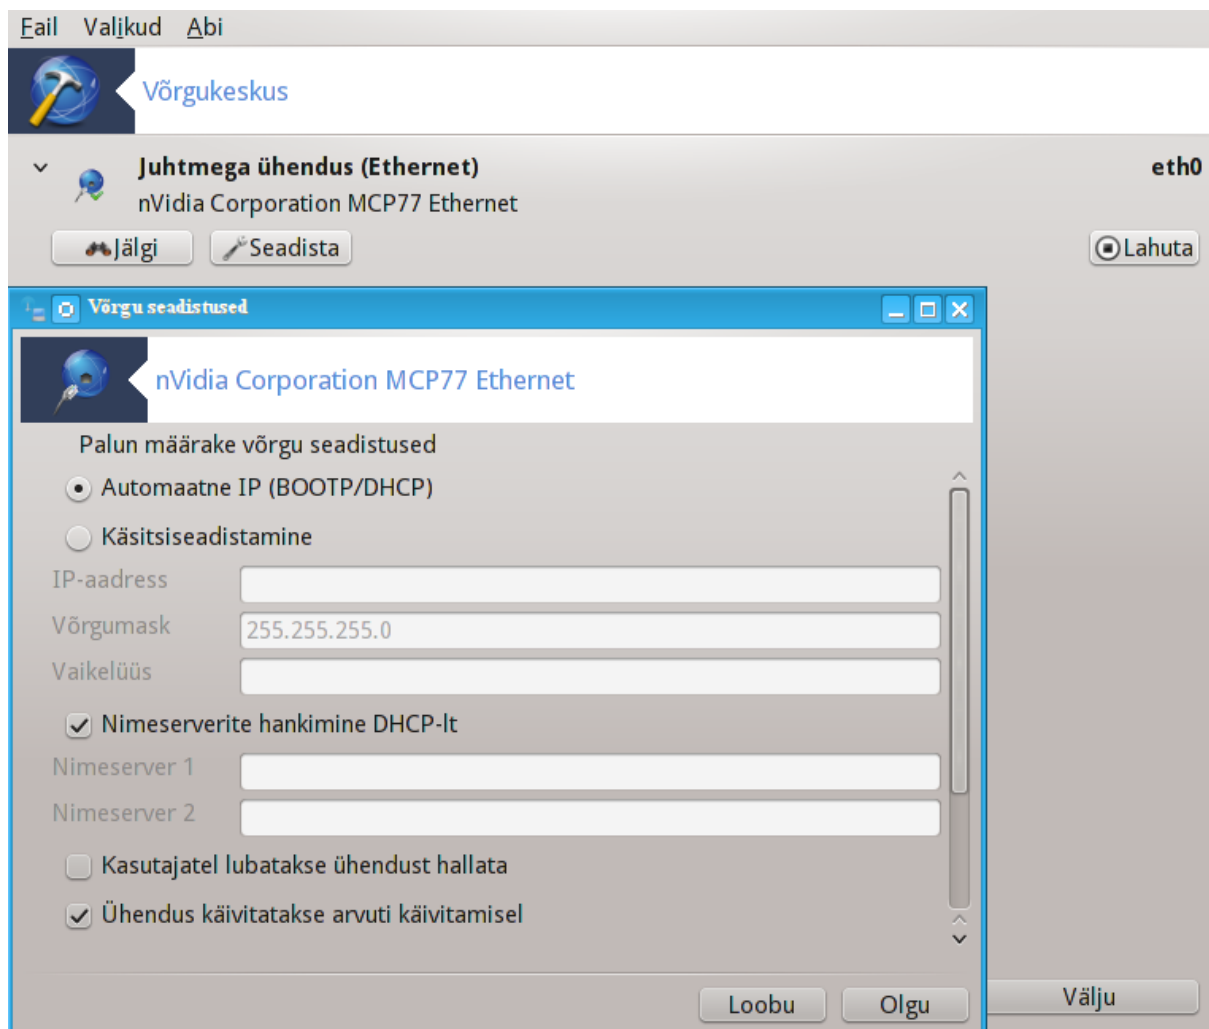 Fail Valikud Abi
Võrgukeskus
Juhtmega ühendus (Ethernet) eth0
nVidia Corporation MCP77 Ethernet
Jälgi Seadista Lahuta
Võrgu seadistused
nVidia Corporation MCP77 Ethernet
Palun määrake võrgu seadistused
Automaatne IP (BOOTP/DHCP)
Käsitsiseadistamine
IP-aadress
Võrgumask 255.255.255.0
Vaikelüüs
Nimeserverite hankimine DHCP-lt
Nimeserver 1
Nimeserver 2
Kasutajatel lubatakse ühendust hallata
Ühendus käivitatakse arvuti käivitamisel
Loobu Olgu Välju